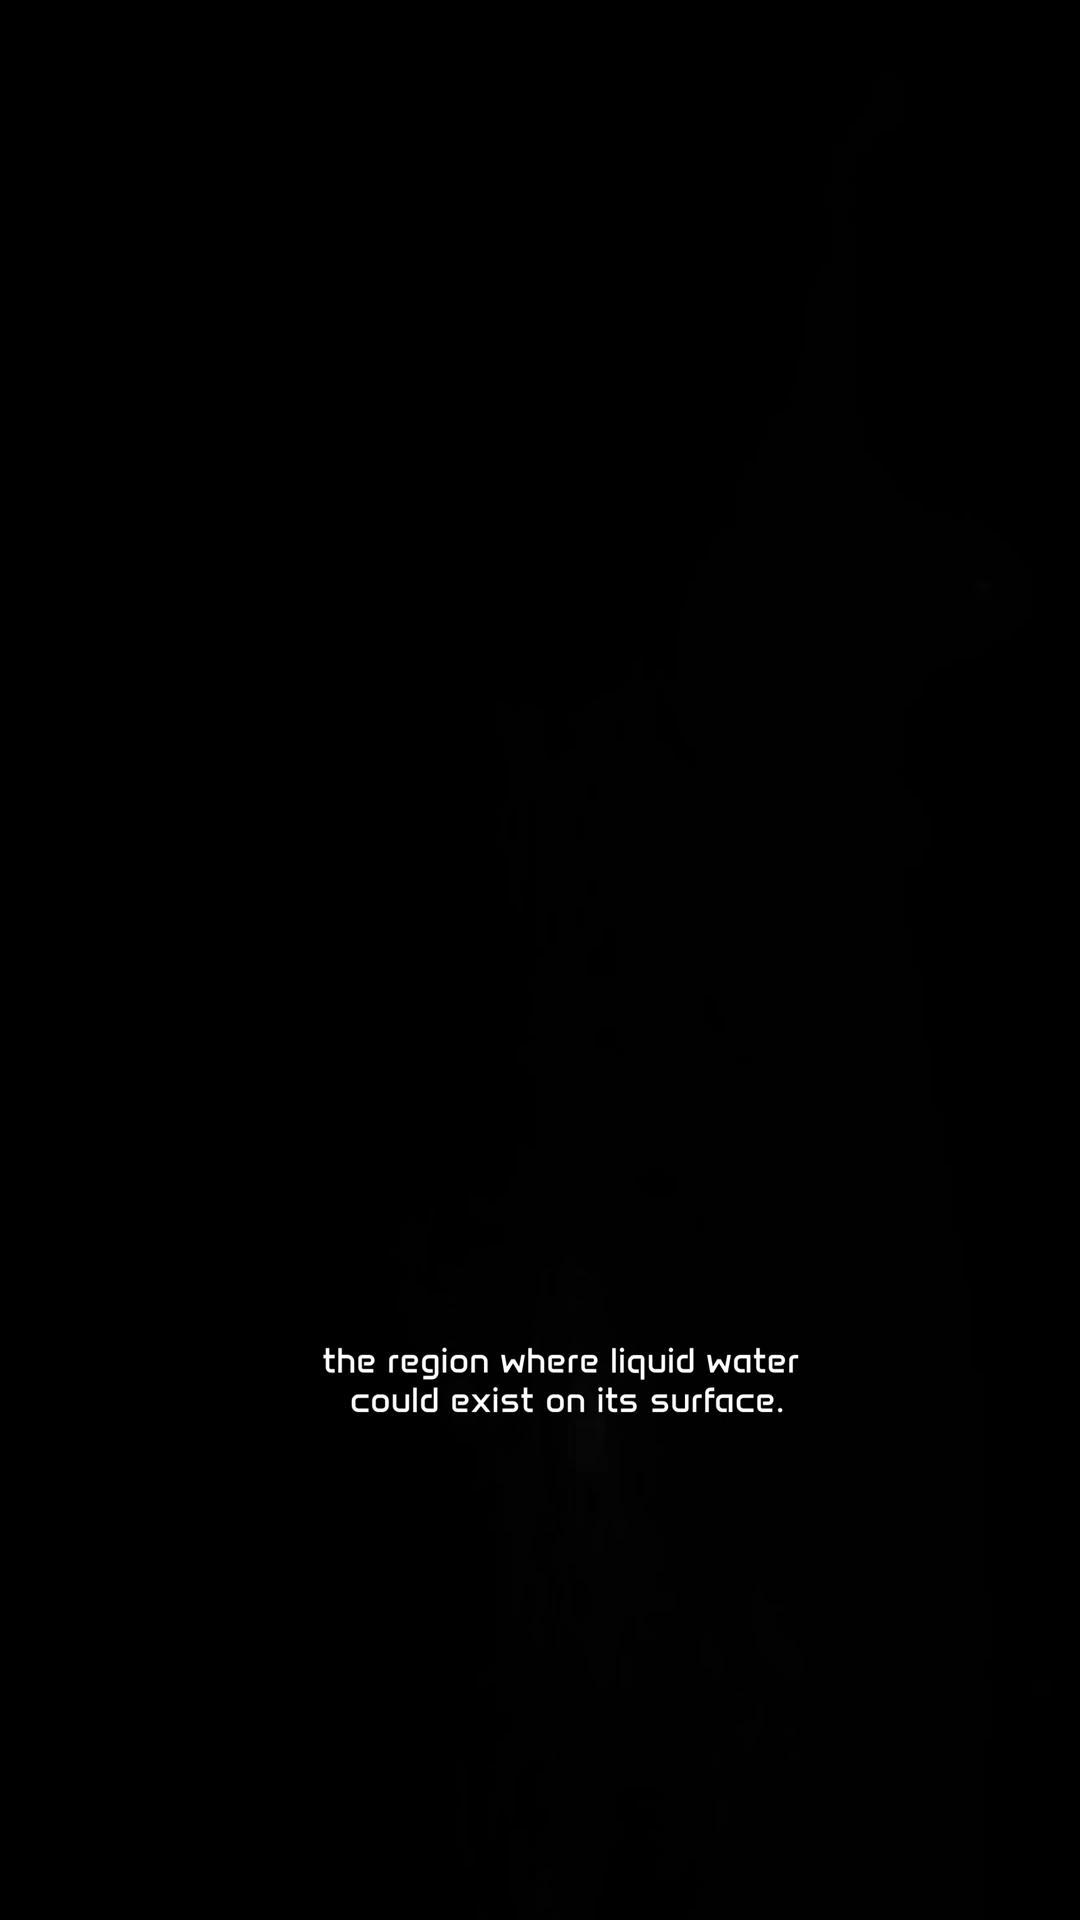 the region where liquid water
could exist on its surface.